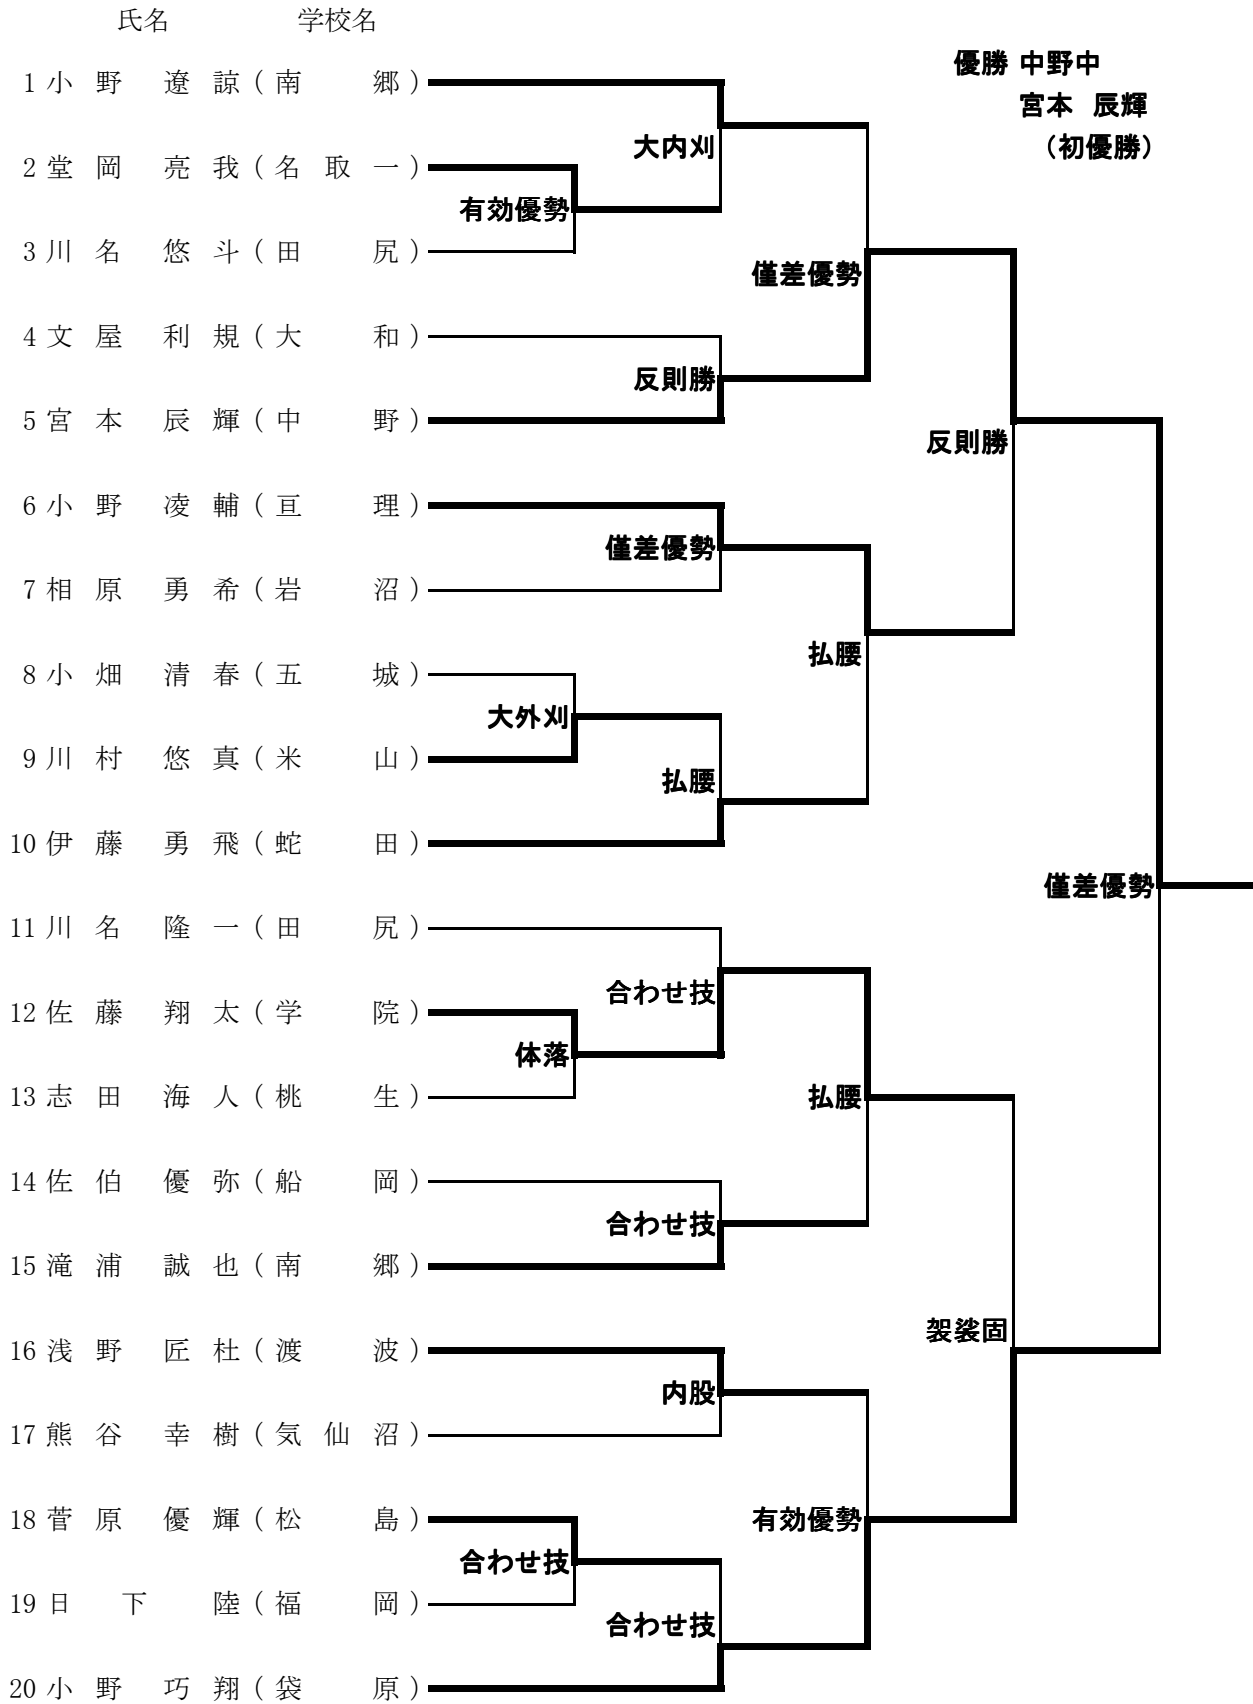 氏名 学校名
優勝 中野中
1 小野 遼諒(南郷)
宮本 辰輝
(初優勝)
大内刈
2 堂岡 亮我(名取一)
有効優勢
3 川名 悠斗(田尻)
僅差優勢
4 文屋 利規(大和)
反則勝
5 宮本 辰輝(中野)
反則勝
6 小野 凌輔(亘理)
僅差優勢
7 相原 勇希(岩沼)
払腰
8 小畑 清春(五城)
大外刈
9 川村 悠真(米山)
払腰
10 伊藤 勇飛(蛇田)
僅差優勢
11 川名 隆一(田尻)
合わせ技
12 佐藤 翔太(学院)
体落
13 志田 海人(桃生)
払腰
14 佐伯 優弥(船岡)
合わせ技
15 滝浦 誠也(南郷)
袈裟固
16 浅野 匠杜(渡波)
内股
17 熊谷 幸樹(気仙沼)
18 菅原 優輝(松島)
有効優勢
合わせ技
19 日下 陸(福岡)
合わせ技
20 小野 巧翔(袋原)